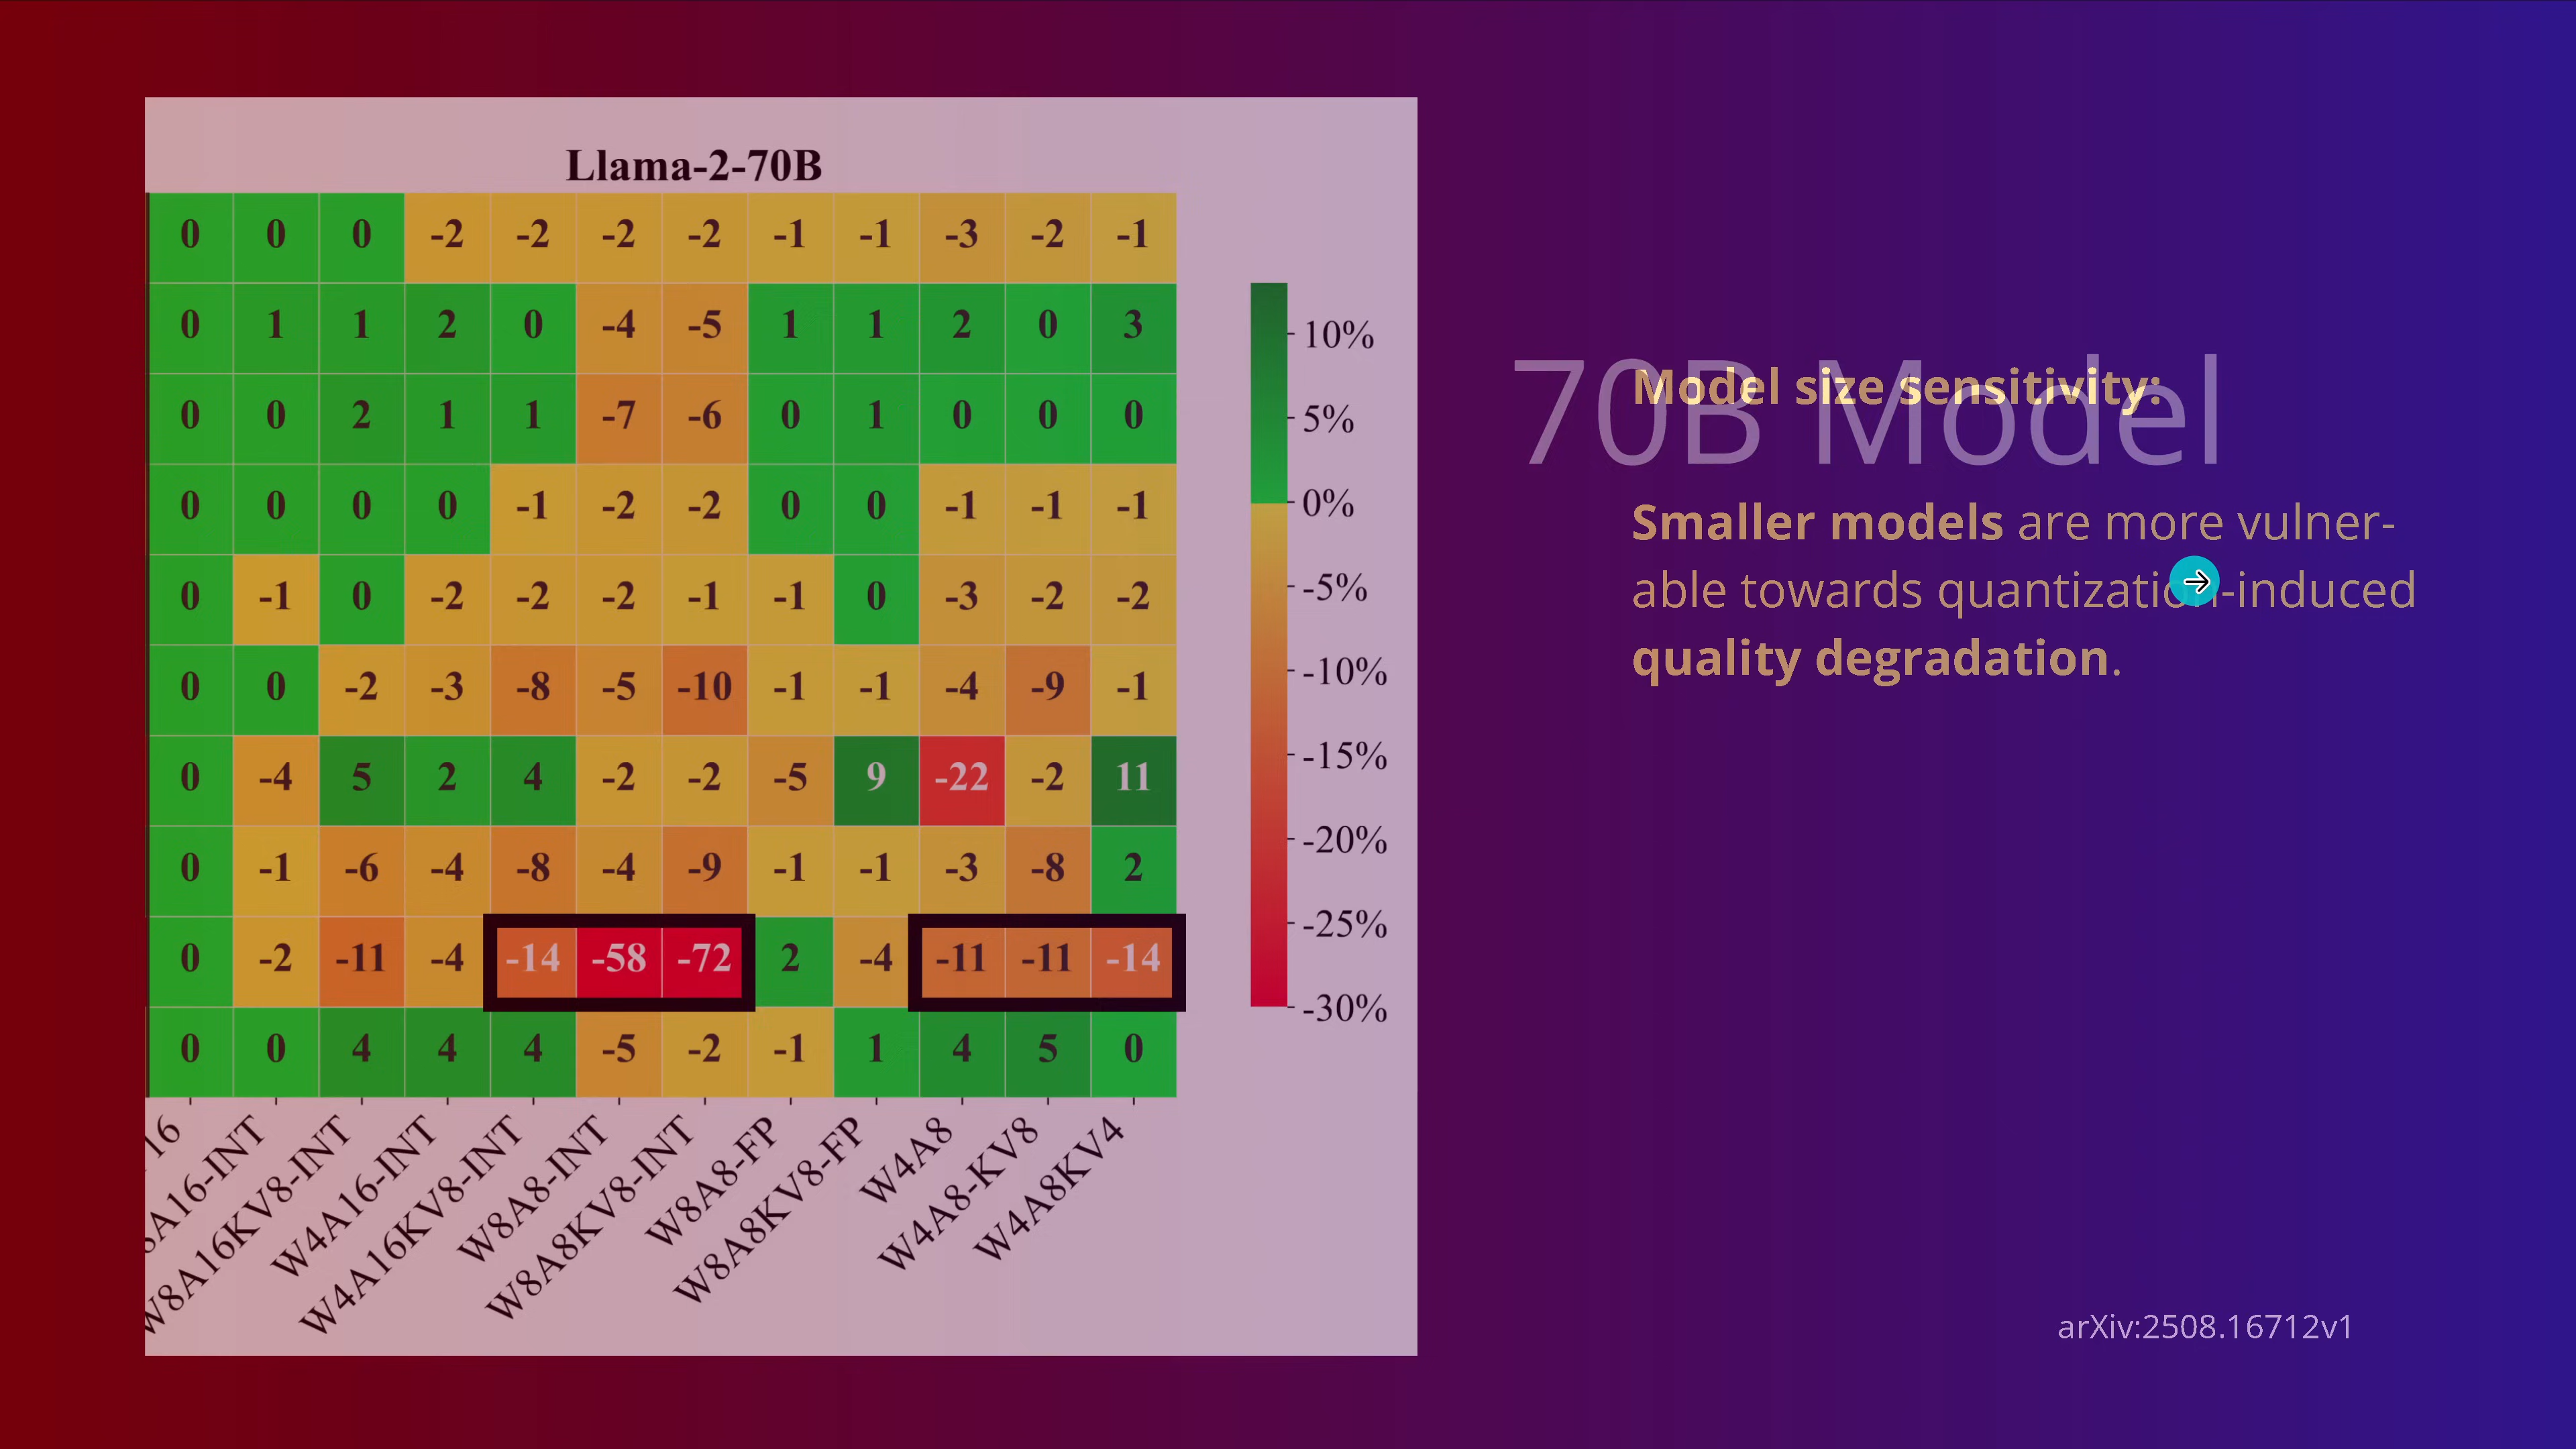 Llama-2-70B
0 0 0 -2 -2 -2 -2 -1 -1 -3 -2 -1
0 1 1 2 0 -4 -5 1 1 2 0 3
0 0 2 1 1 -7 -6 0 1 0 0 0
0 0 0 0 -1 -2 -2 0 0 -1 -1 -1
0 -1 0 -2 -2 -2 -1 -1 0 -3 -2 -2
0 0 -2 -3 -8 -5 -10 -1 -1 -4 -9 -1
0 -4 5 2 4 -2 -2 -5 9 -22 -2 11
0 -1 -6 -4 -8 -4 -9 -1 -1 -3 -8 2
0 -2 -11 -4 -14 -58 -72 2 -4 -11 -11 -14
0 0 4 4 4 -5 -2 -1 1 4 5 0
16
8A16-INT
W8A16KV8-INT
W4A16-INT
W4A16KV8-INT
W8A8-INT
W8A8KV8-INT
W8A8-FP
W8A8KV8-FP
W4A8
W4A8-KV8
W4A8KV4
10%
5%
0%
-5%
-10%
-15%
-20%
-25%
-30%
70B Model
Model size sensitivity:
Smaller models are more vulner-
able towards quantization-induced
quality degradation.
arXiv:2508.16712v1